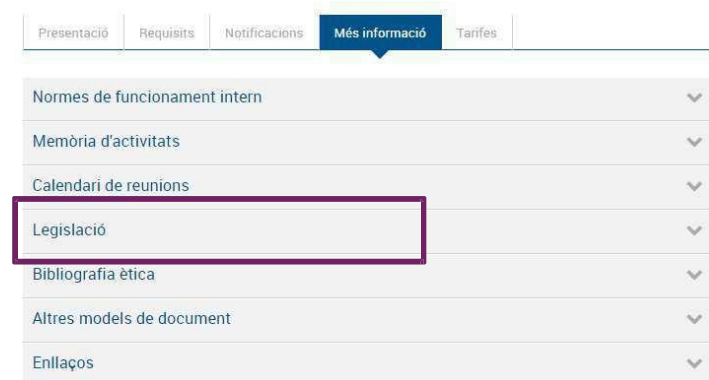 Presentació Requisits Notificacions Més informació Tarifes
Normes de funcionament intern
Memòria d'activitats
Calendari de reunions
Legislació
Bibliografia ètica
Altres models de document
Enllaços